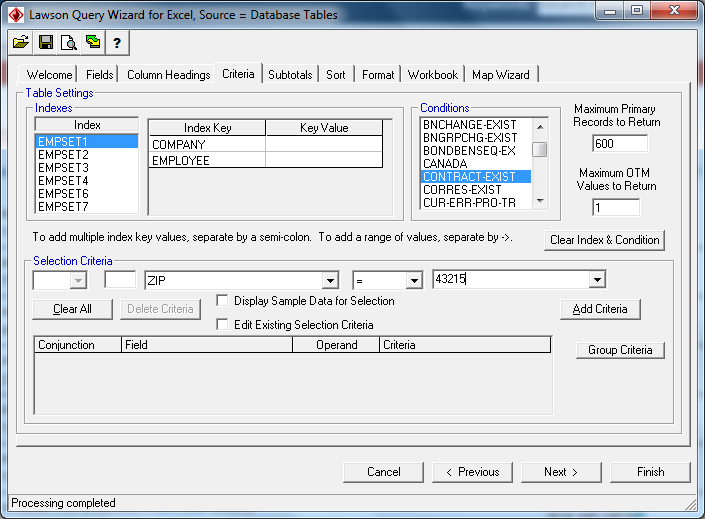 Lawson Query Wizard for Excel, Source = Database Tables
?
Welcome Fields Column Headings Criteria Subtotals Sort Format Workbook Map Wizard
Table Settings
Indexes
Index
EMPSET1
EMPSET2
EMPSET3
EMPSET4
EMPSET6
EMPSET7
Index Key Key Value
COMPANY
EMPLOYEE
Conditions
BNCHANGE-EXIST
BNGRPCHG-EXIST
BONDBENSEQ-EX
CANADA
CONTRACT-EXIST
CORRES-EXIST
CUR-ERR-PRO-TR
Maximum Primary
Records to Return
600
Maximum OTM
Values to Return
1
To add multiple index key values, separate by a semi-colon. To add a range of values, separate by ->.
Clear Index & Condition
Selection Criteria
ZIP = 43215
Clear All Delete Criteria
Display Sample Data for Selection
Edit Existing Selection Criteria
Add Criteria
Conjunction Field Operand Criteria
Group Criteria
Cancel < Previous Next > Finish
Processing completed